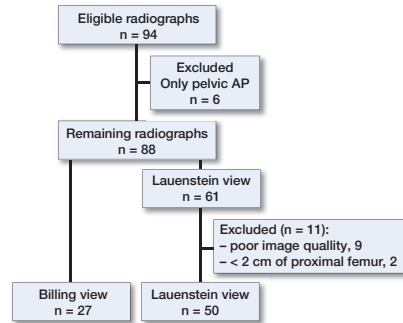 Eligible radiographs
n = 94
Excluded
Only pelvic AP
n = 6
Remaining radiographs
n = 88
Lauenstein view
n = 61
Excluded (n = 11):
– poor image quallity, 9
– < 2 cm of proximal femur, 2
Billing view
n = 27
Lauenstein view
n = 50